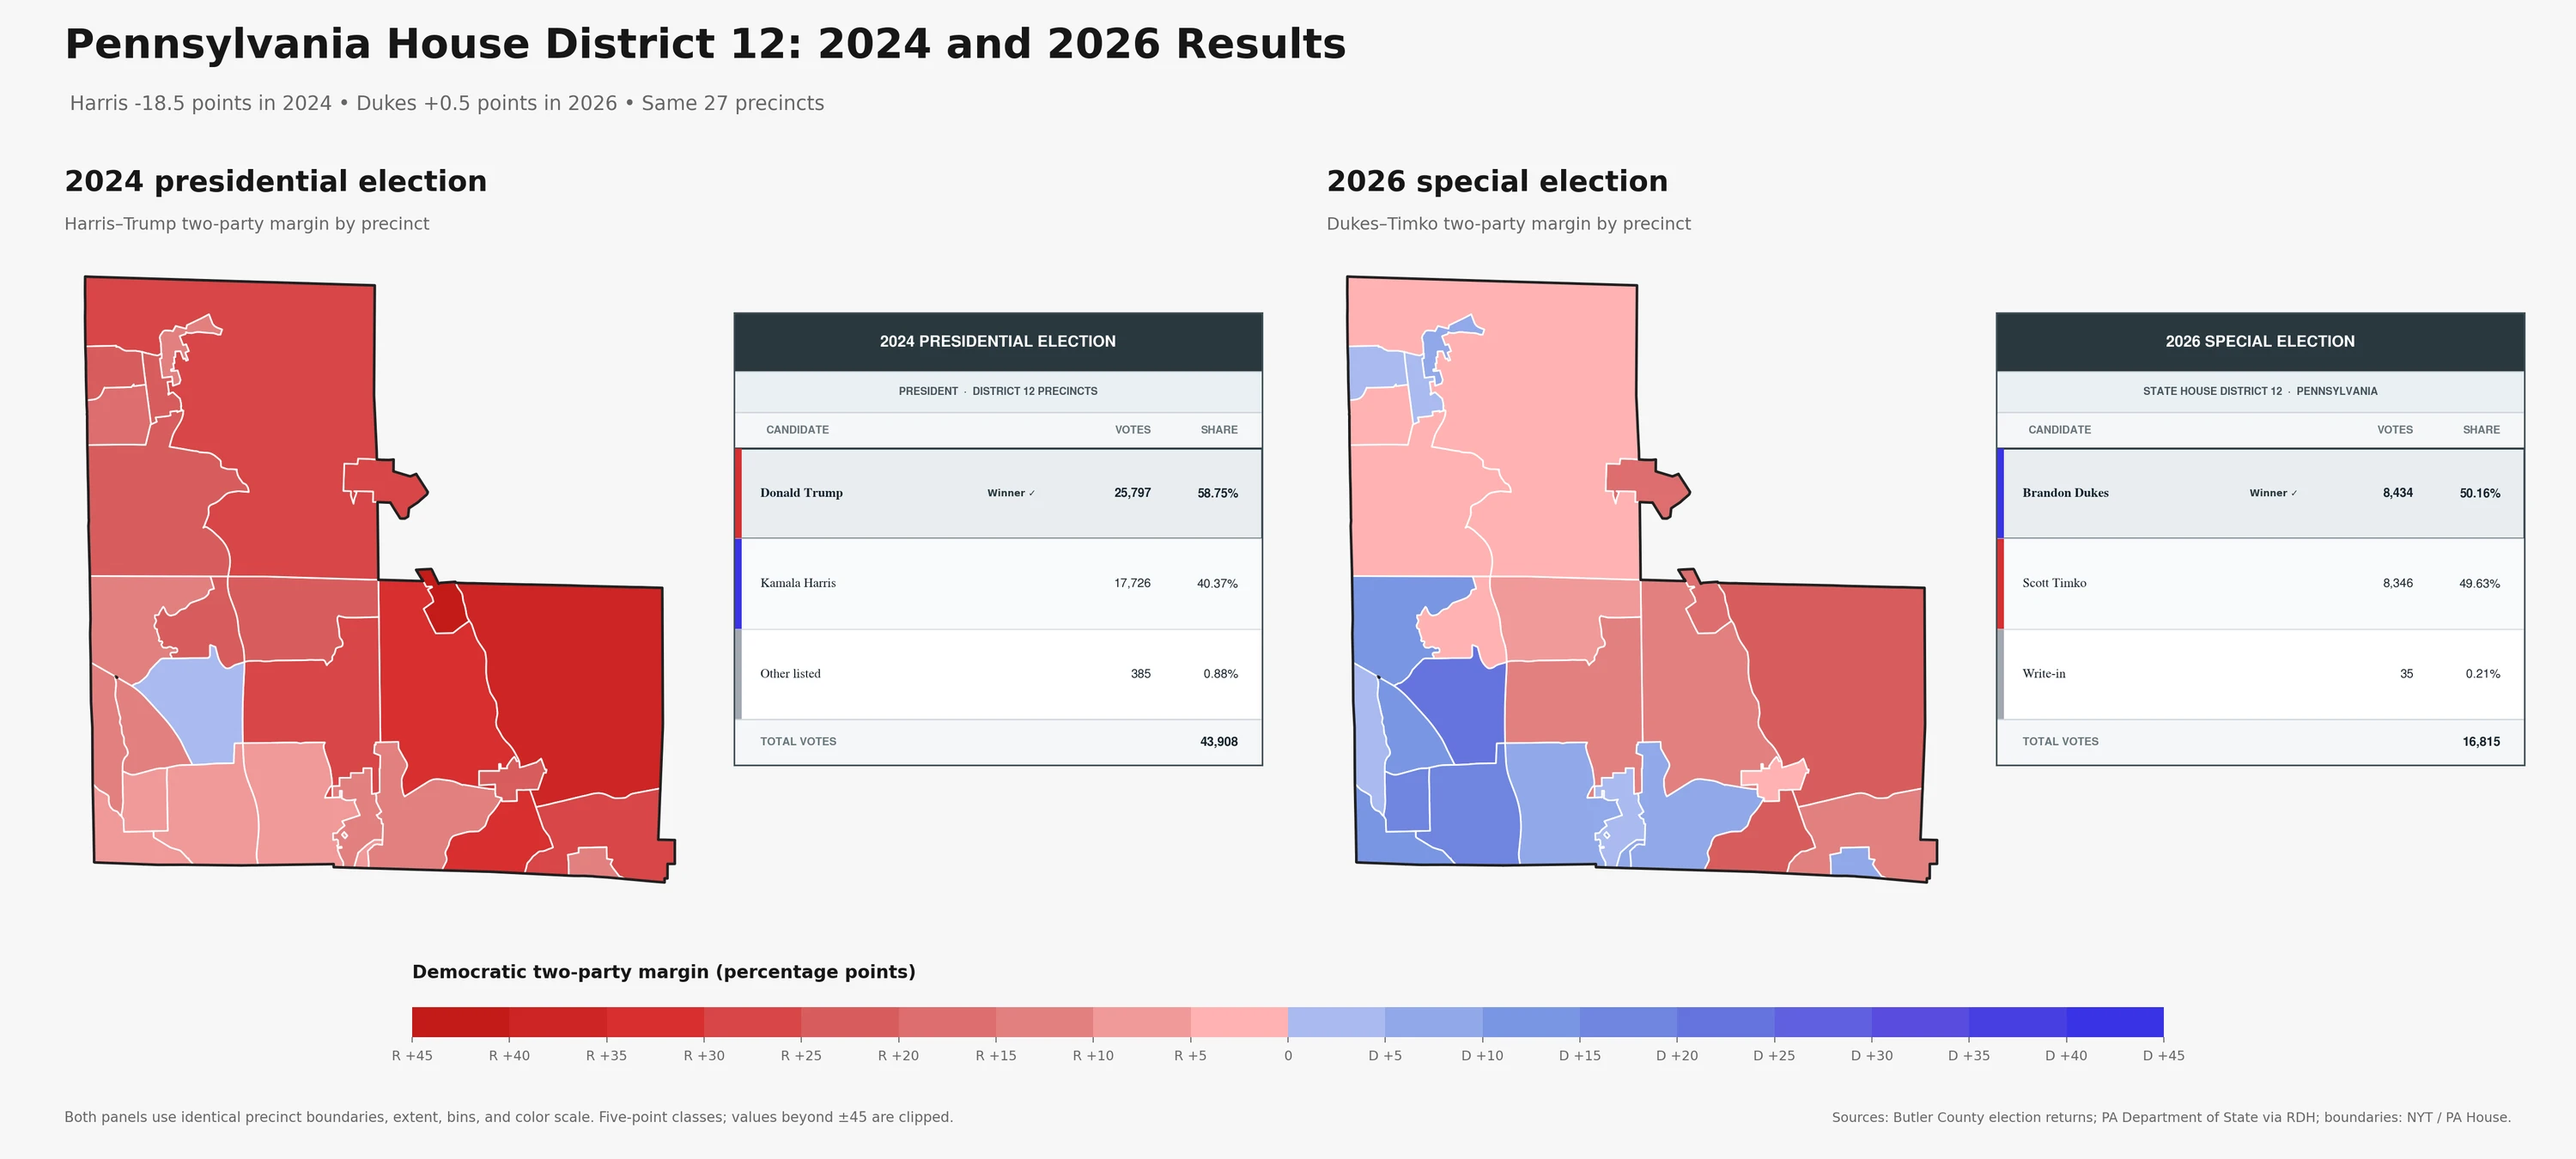 Pennsylvania House District 12: 2024 and 2026 Results
Harris -18.5 points in 2024 • Dukes +0.5 points in 2026 • Same 27 precincts
2024 presidential election
Harris–Trump two-party margin by precinct
2024 PRESIDENTIAL ELECTION
PRESIDENT · DISTRICT 12 PRECINCTS
CANDIDATE VOTES SHARE
Donald Trump Winner ✓ 25,797 58.75%
Kamala Harris 17,726 40.37%
Other listed 385 0.88%
TOTAL VOTES 43,908
2026 special election
Dukes–Timko two-party margin by precinct
2026 SPECIAL ELECTION
STATE HOUSE DISTRICT 12 · PENNSYLVANIA
CANDIDATE VOTES SHARE
Brandon Dukes Winner ✓ 8,434 50.16%
Scott Timko 8,346 49.63%
Write-in 35 0.21%
TOTAL VOTES 16,815
Democratic two-party margin (percentage points)
R +45 R +40 R +35 R +30 R +25 R +20 R +15 R +10 R +5 0 D +5 D +10 D +15 D +20 D +25 D +30 D +35 D +40 D +45
Both panels use identical precinct boundaries, extent, bins, and color scale. Five-point classes; values beyond ±45 are clipped.
Sources: Butler County election returns; PA Department of State via RDH; boundaries: NYT / PA House.